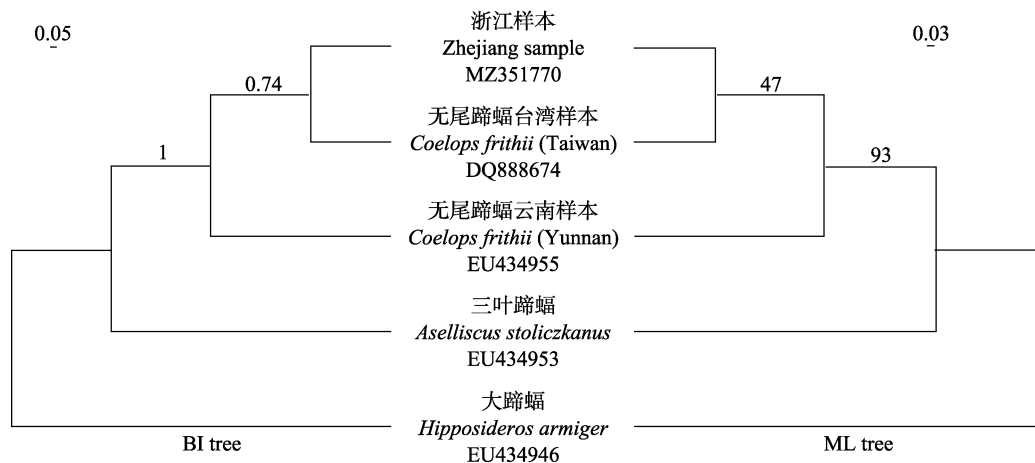 0.05
0.03
浙江样本
Zhejiang sample
MZ351770
0.74
47
无尾蹄蝠台湾样本
Coelops frithii (Taiwan)
DQ888674
1
93
无尾蹄蝠云南样本
Coelops frithii (Yunnan)
EU434955
三叶蹄蝠
Aselliscus stoliczkanus
EU434953
大蹄蝠
Hipposideros armiger
EU434946
BI tree
ML tree